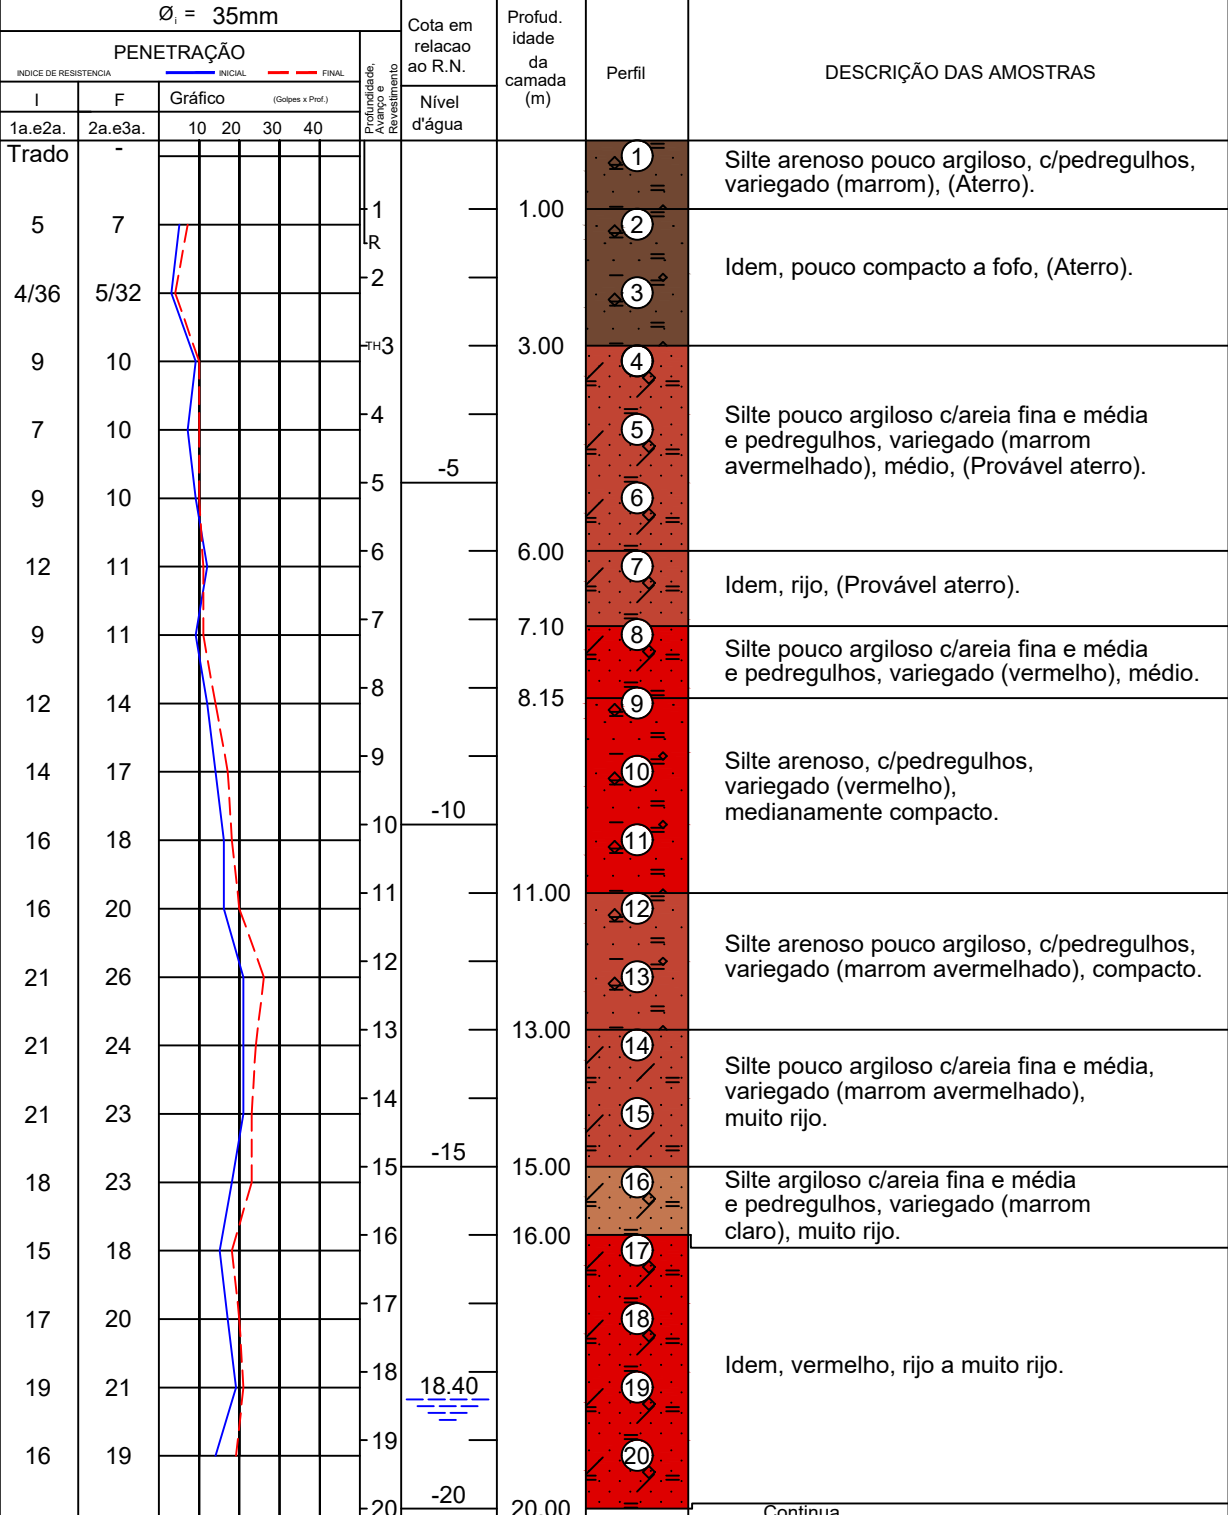 Ø i = 35mm
PENETRAÇÃO
INDICE DE RESISTENCIA INICIAL FINAL
I F Gráfico (Golpes x Prof.)
1a.e2a. 2a.e3a. 10 20 30 40
Profundidade, Avanço e Revestimento
Cota em
relacao
ao R.N.
Nível
d'água
Profud.
idade
da
camada
(m)
Perfil
DESCRIÇÃO DAS AMOSTRAS
Trado -
5 7
4/36 5/32
9 10
7 10
9 10
12 11
9 11
12 14
14 17
16 18
16 20
21 26
21 24
21 23
18 23
15 18
17 20
19 21
16 19
1
R
2
TH 3
4
5
6
7
8
9
10
11
12
13
14
15
16
17
18
19
20
-5
-10
-15
18.40
-20
1.00
3.00
6.00
7.10
8.15
11.00
13.00
15.00
16.00
20.00
1
2
3
4
5
6
7
8
9
10
11
12
13
14
15
16
17
18
19
20
Silte arenoso pouco argiloso, c/pedregulhos,
variegado (marrom), (Aterro).
Idem, pouco compacto a fofo, (Aterro).
Silte pouco argiloso c/areia fina e média
e pedregulhos, variegado (marrom
avermelhado), médio, (Provável aterro).
Idem, rijo, (Provável aterro).
Silte pouco argiloso c/areia fina e média
e pedregulhos, variegado (vermelho), médio.
Silte arenoso, c/pedregulhos,
variegado (vermelho),
medianamente compacto.
Silte arenoso pouco argiloso, c/pedregulhos,
variegado (marrom avermelhado), compacto.
Silte pouco argiloso c/areia fina e média,
variegado (marrom avermelhado),
muito rijo.
Silte argiloso c/areia fina e média
e pedregulhos, variegado (marrom
claro), muito rijo.
Idem, vermelho, rijo a muito rijo.
Continua